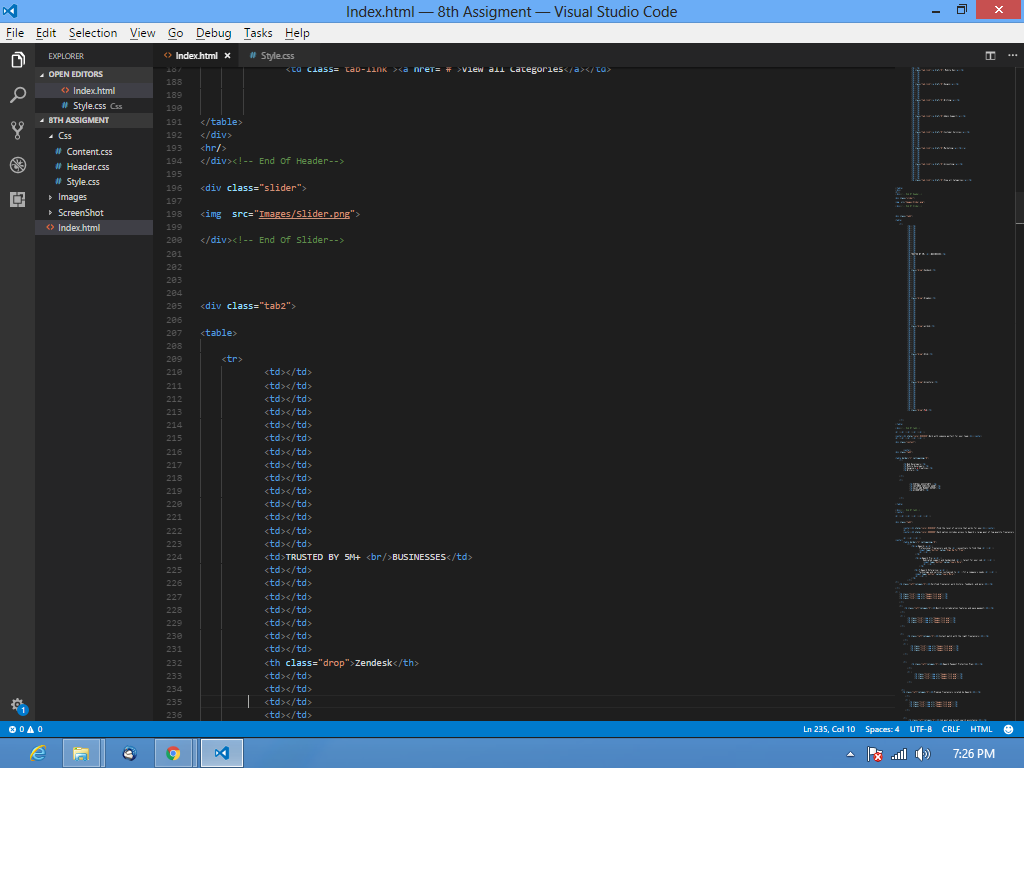 Index.html — 8th Assigment — Visual Studio Code
File Edit Selection View Go Debug Tasks Help
EXPLORER
OPEN EDITORS
Index.html
Style.css Css
8TH ASSIGMENT
Css
Content.css
Header.css
Style.css
Images
ScreenShot
Index.html
Index.html
Style.css
187 <td class="tab-link"><a href="#">View all Categories</a></td>
188
189
190
191 </table>
192 </div>
193 <hr/>
194 </div><!-- End Of Header-->
195
196 <div class="slider">
197
198 <img  src="Images/Slider.png">
199
200 </div><!-- End Of Slider-->
201
202
203
204
205 <div class="tab2">
206
207 <table>
208
209 <tr>
210 <td></td>
211 <td></td>
212 <td></td>
213 <td></td>
214 <td></td>
215 <td></td>
216 <td></td>
217 <td></td>
218 <td></td>
219 <td></td>
220 <td></td>
221 <td></td>
222 <td></td>
223 <td></td>
224 <td>TRUSTED BY 5M+ <br/>BUSINESSES</td>
225 <td></td>
226 <td></td>
227 <td></td>
228 <td></td>
229 <td></td>
230 <td></td>
231 <td></td>
232 <th class="drop">Zendesk</th>
233 <td></td>
234 <td></td>
235 <td></td>
236 <td></td>
1
0 0 Ln 235, Col 10 Spaces: 4 UTF-8 CRLF HTML
7:26 PM